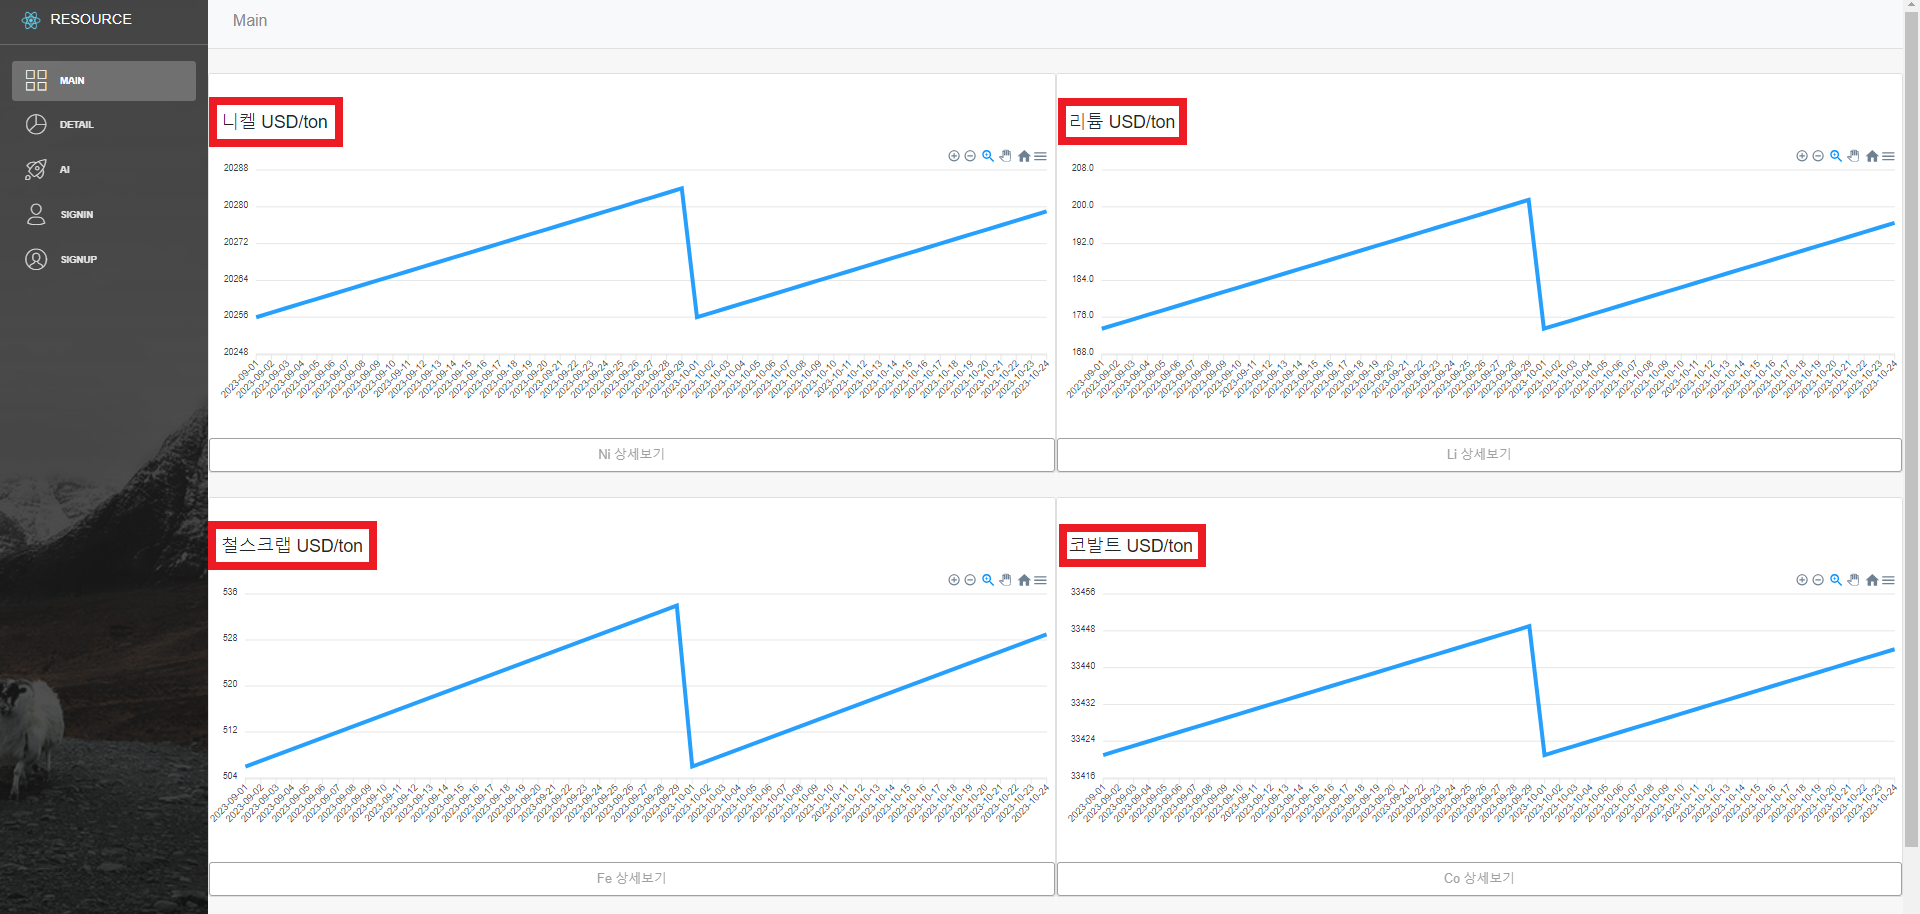 RESOURCE
Main
MAIN
DETAIL
AI
SIGNIN
SIGNUP
니켈 USD/ton
20288
20280
20272
20264
20256
20248
2023-09-01 2023-09-02 2023-09-03 2023-09-04 2023-09-05 2023-09-06 2023-09-07 2023-09-08 2023-09-09 2023-09-10 2023-09-11 2023-09-12 2023-09-13 2023-09-14 2023-09-15 2023-09-16 2023-09-17 2023-09-18 2023-09-19 2023-09-20 2023-09-21 2023-09-22 2023-09-23 2023-09-24 2023-09-25 2023-09-26 2023-09-27 2023-09-28 2023-09-29 2023-10-01 2023-10-02 2023-10-03 2023-10-04 2023-10-05 2023-10-06 2023-10-07 2023-10-08 2023-10-09 2023-10-10 2023-10-11 2023-10-12 2023-10-13 2023-10-14 2023-10-15 2023-10-16 2023-10-17 2023-10-18 2023-10-19 2023-10-20 2023-10-21 2023-10-22 2023-10-23 2023-10-24
Ni 상세보기
리튬 USD/ton
208.0
200.0
192.0
184.0
176.0
168.0
2023-09-01 2023-09-02 2023-09-03 2023-09-04 2023-09-05 2023-09-06 2023-09-07 2023-09-08 2023-09-09 2023-09-10 2023-09-11 2023-09-12 2023-09-13 2023-09-14 2023-09-15 2023-09-16 2023-09-17 2023-09-18 2023-09-19 2023-09-20 2023-09-21 2023-09-22 2023-09-23 2023-09-24 2023-09-25 2023-09-26 2023-09-27 2023-09-28 2023-09-29 2023-10-01 2023-10-02 2023-10-03 2023-10-04 2023-10-05 2023-10-06 2023-10-07 2023-10-08 2023-10-09 2023-10-10 2023-10-11 2023-10-12 2023-10-13 2023-10-14 2023-10-15 2023-10-16 2023-10-17 2023-10-18 2023-10-19 2023-10-20 2023-10-21 2023-10-22 2023-10-23 2023-10-24
Li 상세보기
철스크랩 USD/ton
536
528
520
512
504
2023-09-01 2023-09-02 2023-09-03 2023-09-04 2023-09-05 2023-09-06 2023-09-07 2023-09-08 2023-09-09 2023-09-10 2023-09-11 2023-09-12 2023-09-13 2023-09-14 2023-09-15 2023-09-16 2023-09-17 2023-09-18 2023-09-19 2023-09-20 2023-09-21 2023-09-22 2023-09-23 2023-09-24 2023-09-25 2023-09-26 2023-09-27 2023-09-28 2023-09-29 2023-10-01 2023-10-02 2023-10-03 2023-10-04 2023-10-05 2023-10-06 2023-10-07 2023-10-08 2023-10-09 2023-10-10 2023-10-11 2023-10-12 2023-10-13 2023-10-14 2023-10-15 2023-10-16 2023-10-17 2023-10-18 2023-10-19 2023-10-20 2023-10-21 2023-10-22 2023-10-23 2023-10-24
Fe 상세보기
코발트 USD/ton
33456
33448
33440
33432
33424
33416
2023-09-01 2023-09-02 2023-09-03 2023-09-04 2023-09-05 2023-09-06 2023-09-07 2023-09-08 2023-09-09 2023-09-10 2023-09-11 2023-09-12 2023-09-13 2023-09-14 2023-09-15 2023-09-16 2023-09-17 2023-09-18 2023-09-19 2023-09-20 2023-09-21 2023-09-22 2023-09-23 2023-09-24 2023-09-25 2023-09-26 2023-09-27 2023-09-28 2023-09-29 2023-10-01 2023-10-02 2023-10-03 2023-10-04 2023-10-05 2023-10-06 2023-10-07 2023-10-08 2023-10-09 2023-10-10 2023-10-11 2023-10-12 2023-10-13 2023-10-14 2023-10-15 2023-10-16 2023-10-17 2023-10-18 2023-10-19 2023-10-20 2023-10-21 2023-10-22 2023-10-23 2023-10-24
Co 상세보기